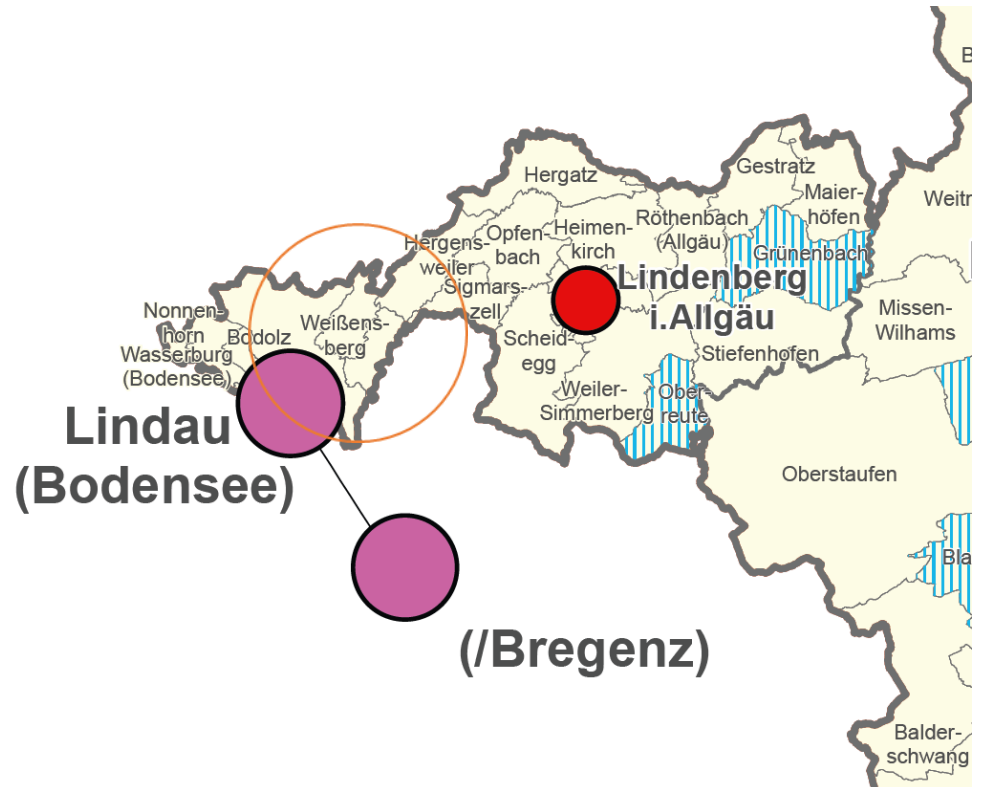 B
Hergatz
Gestratz
Maier-
höfen
Weitn
Röthenbach
(Allgäu)
Heimen-
kirch
Opfen-
bach
Hergens-
weiler
Grünenbach
Sigmars-
zell
Lindenberg
i.Allgäu
Missen-
Wilhams
Nonnen-
horn
Bodolz
Weißens-
berg
Wasserburg
(Bodensee)
Scheid-
egg
Stiefenhofen
Weiler-
Simmerberg
Ober-
reute
Lindau
(Bodensee)
Oberstaufen
Bla
(/Bregenz)
Balder-
schwang